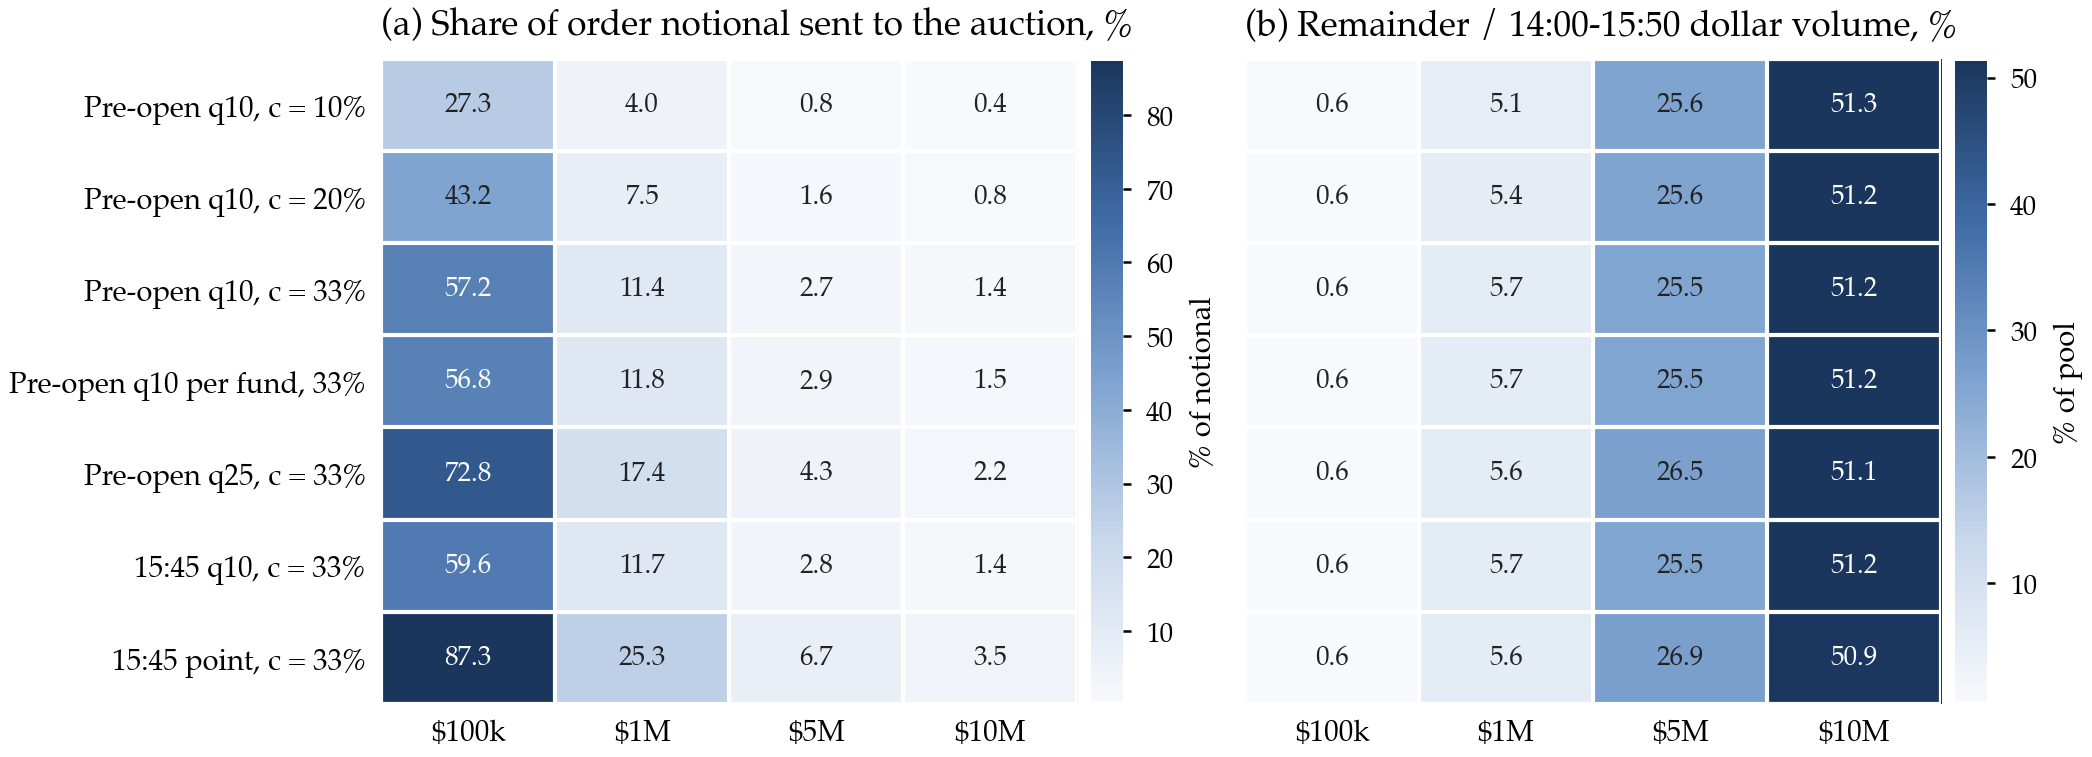 (a) Share of order notional sent to the auction, %
Pre-open q10, c = 10% 27.3 4.0 0.8 0.4
Pre-open q10, c = 20% 43.2 7.5 1.6 0.8
Pre-open q10, c = 33% 57.2 11.4 2.7 1.4
Pre-open q10 per fund, 33% 56.8 11.8 2.9 1.5
Pre-open q25, c = 33% 72.8 17.4 4.3 2.2
15:45 q10, c = 33% 59.6 11.7 2.8 1.4
15:45 point, c = 33% 87.3 25.3 6.7 3.5
$100k $1M $5M $10M
80
70
60
50
40
30
20
10
% of notional
(b) Remainder / 14:00-15:50 dollar volume, %
0.6 5.1 25.6 51.3
0.6 5.4 25.6 51.2
0.6 5.7 25.5 51.2
0.6 5.7 25.5 51.2
0.6 5.6 26.5 51.1
0.6 5.7 25.5 51.2
0.6 5.6 26.9 50.9
$100k $1M $5M $10M
50
40
30
20
10
% of pool